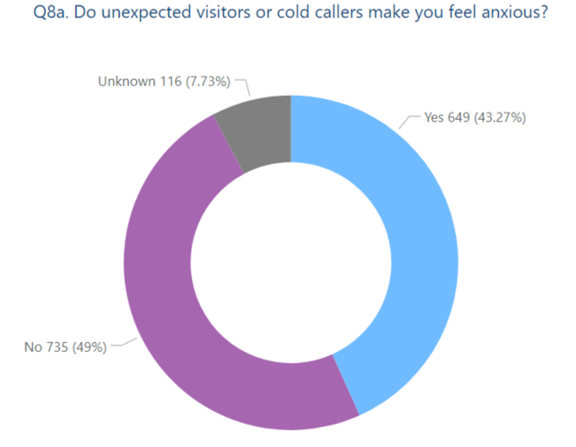 Q8a. Do unexpected visitors or cold callers make you feel anxious?
Unknown 116 (7.73%)
Yes 649 (43.27%)
No 735 (49%)